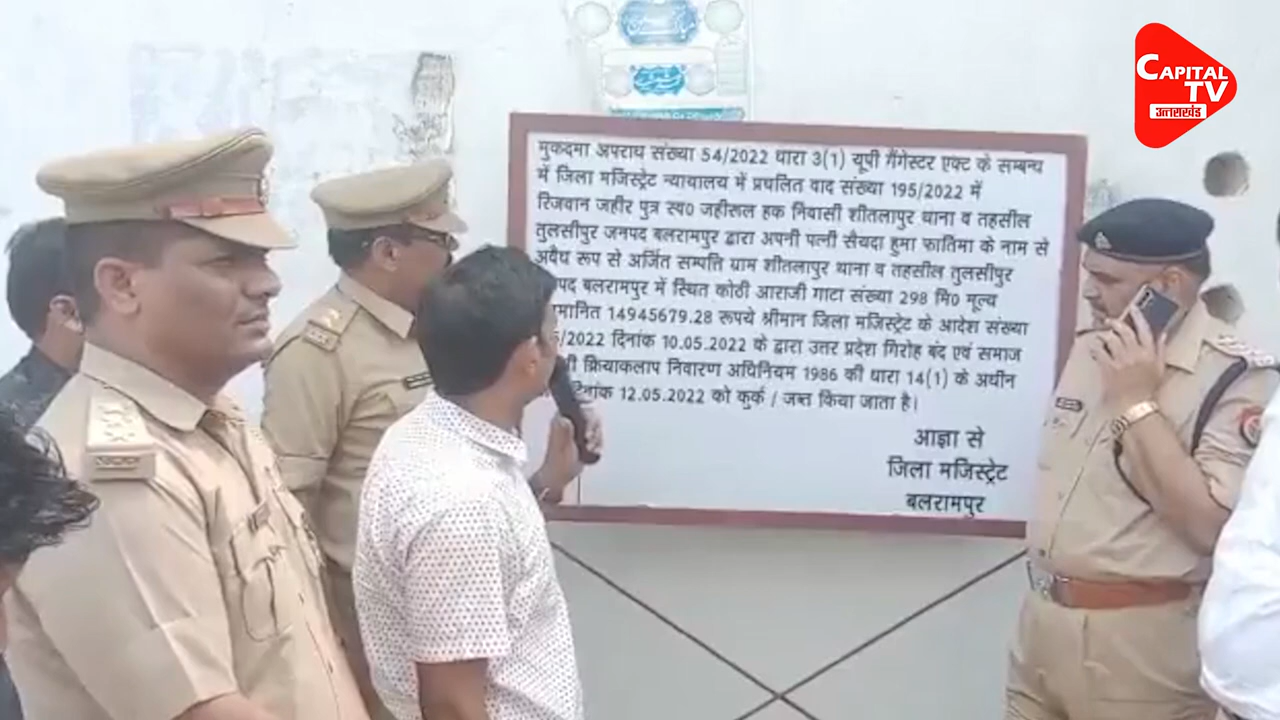 CAPITAL
TV
उत्तराखंड
मुकदमा अपराध संख्या 54/2022 धारा 3(1) यूपी गैंगेस्टर एक्ट के सम्बन्ध
में जिला मजिस्ट्रेट न्यायालय में प्रचलित वाद संख्या 195/2022 में
रिजवान जहीर पुत्र स्व0 जहीरूल हक निवासी शीतलापुर थाना व तहसील
तुलसीपुर जनपद बलरामपुर द्वारा अपनी पत्नी सैयदा हुमा फातिमा के नाम से
अवैध रूप से अर्जित सम्पत्ति ग्राम शीतलापुर थाना व तहसील तुलसीपुर
पद बलरामपुर में स्थित कोठी आराजी गाटा संख्या 298 मि0 मूल्य
मानित 14945679.28 रूपये श्रीमान जिला मजिस्ट्रेट के आदेश संख्या
/2022 दिनांक 10.05.2022 के द्वारा उत्तर प्रदेश गिरोह बंद एवं समाज
क्रियाकलाप निवारण अधिनियम 1986 की धारा 14(1) के अधीन
दिनांक 12.05.2022 को कुर्क / जब्त किया जाता है।
आज्ञा से
जिला मजिस्ट्रेट
बलरामपुर